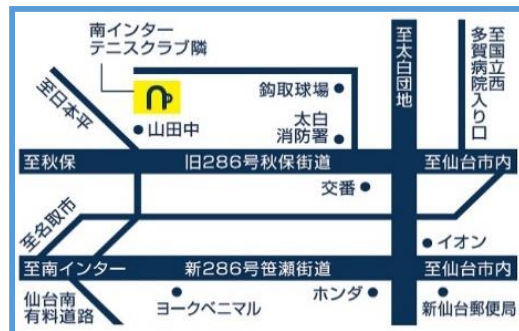 南インター
テニスクラブ隣
至日本平
山田中
鈎取球場
太白
消防署
至太白団地
至国立西
多賀病院入り口
至秋保
旧286号秋保街道
至仙台市内
交番
至名取市
イオン
至南インター
新286号笹瀬街道
至仙台市内
仙台南
有料道路
ヨークベニマル
ホンダ
新仙台郵便局